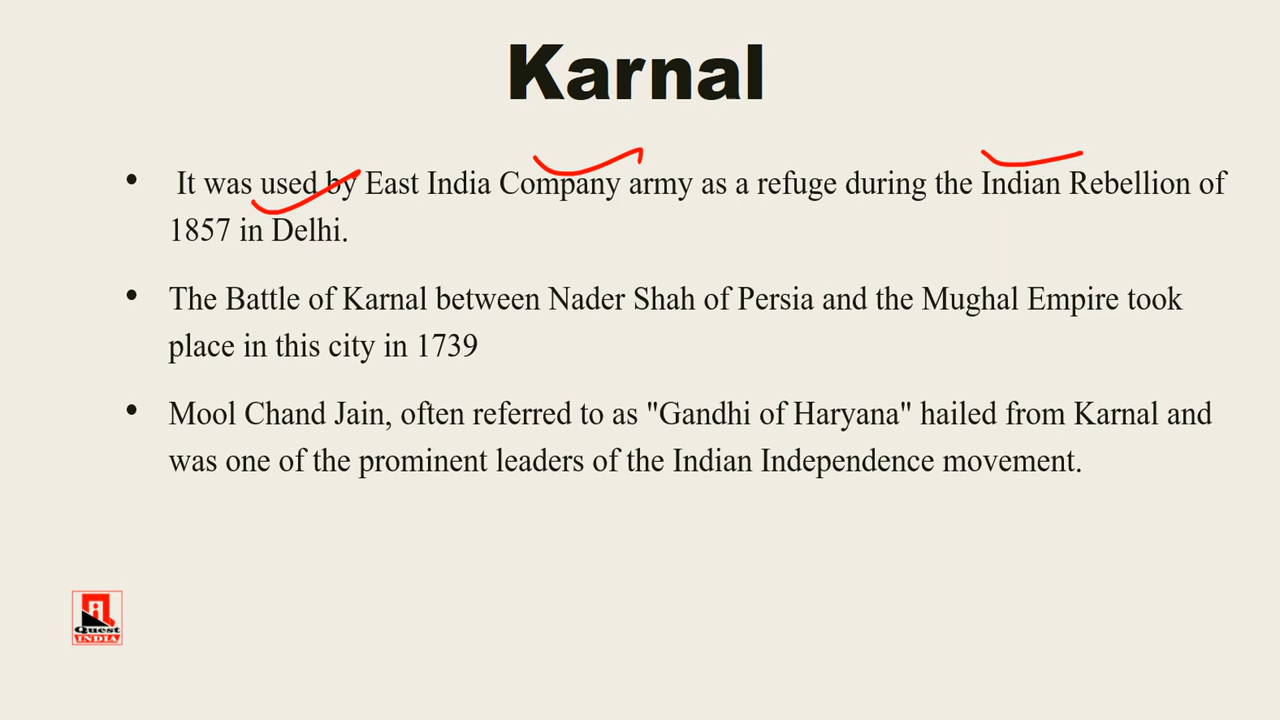 Karnal
• It was used by East India Company army as a refuge during the Indian Rebellion of
1857 in Delhi.
• The Battle of Karnal between Nader Shah of Persia and the Mughal Empire took
place in this city in 1739
• Mool Chand Jain, often referred to as "Gandhi of Haryana" hailed from Karnal and
was one of the prominent leaders of the Indian Independence movement.
Quest
INDIA